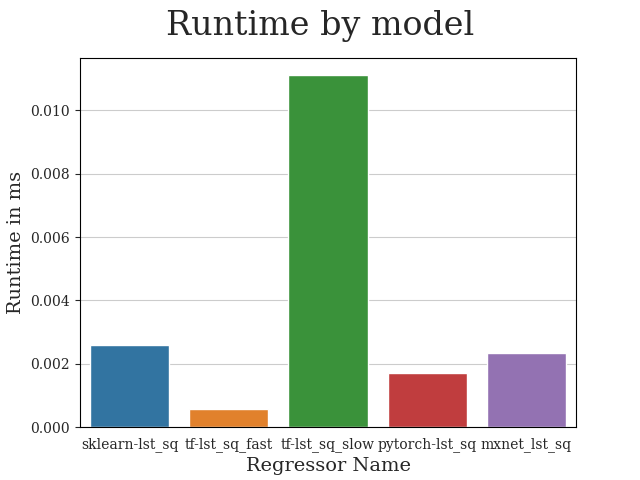 Runtime by model
Runtime in ms
0.010
0.008
0.006
0.004
0.002
0.000
sklearn-lst_sq tf-lst_sq_fast tf-lst_sq_slow pytorch-lst_sq mxnet_lst_sq
Regressor Name